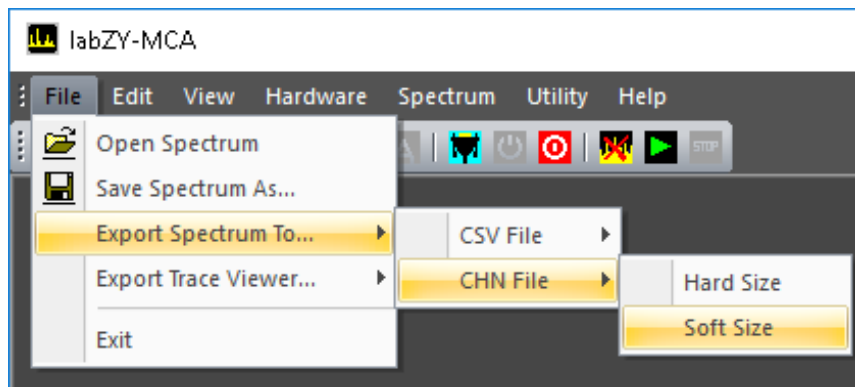 labZY-MCA
File Edit View Hardware Spectrum Utility Help
Open Spectrum
STOP
Save Spectrum As...
Export Spectrum To...
CSV File
Export Trace Viewer...
CHN File
Hard Size
Soft Size
Exit